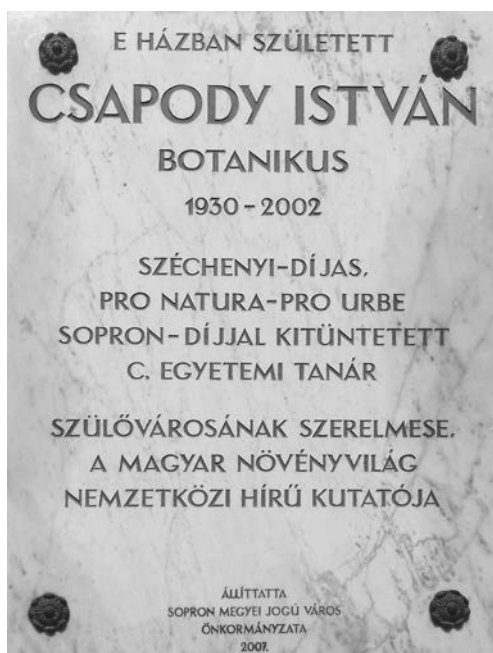 E HÁZBAN SZÜLETETT
CSAPODY ISTVÁN
BOTANIKUS
1930-2002
SZÉCHENYI-DÍJAS,
PRO NATURA-PRO URBE
SOPRON-DÍJJAL KITÜNTETETT
C. EGYETEMI TANÁR
SZÜLŐVÁROSÁNAK SZERELMESE,
A MAGYAR NÖVÉNYVILÁG
NEMZETKÖZI HÍRŰ KUTATÓJA
ÁLLÍTTATTA
SOPRON MEGYEI JOGÚ VÁROS
ÖNKORMÁNYZATA
2007.